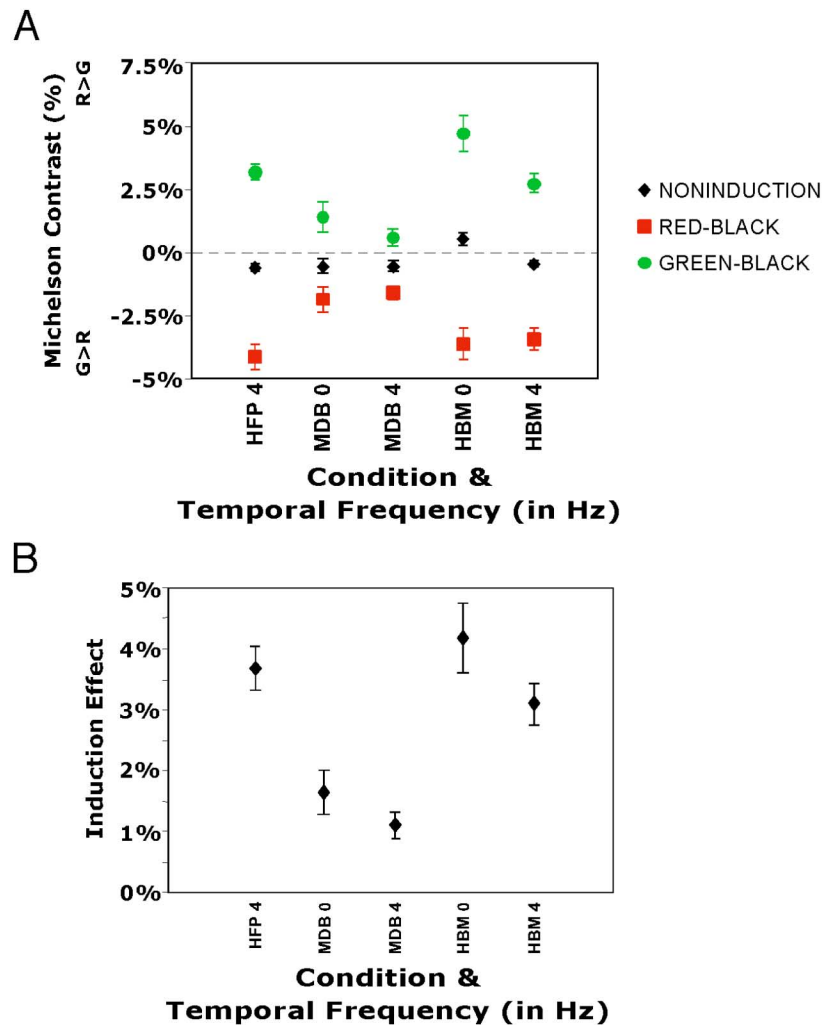 A
Michelson Contrast (%)
R>G
G>R
7.5%
5%
2.5%
0%
-2.5%
-5%
HFP 4
MDB 0
MDB 4
HBM 0
HBM 4
Condition &
Temporal Frequency (in Hz)
NONINDUCTION
RED-BLACK
GREEN-BLACK
B
Induction Effect
5%
4%
3%
2%
1%
0%
HFP 4
MDB 0
MDB 4
HBM 0
HBM 4
Condition &
Temporal Frequency (in Hz)